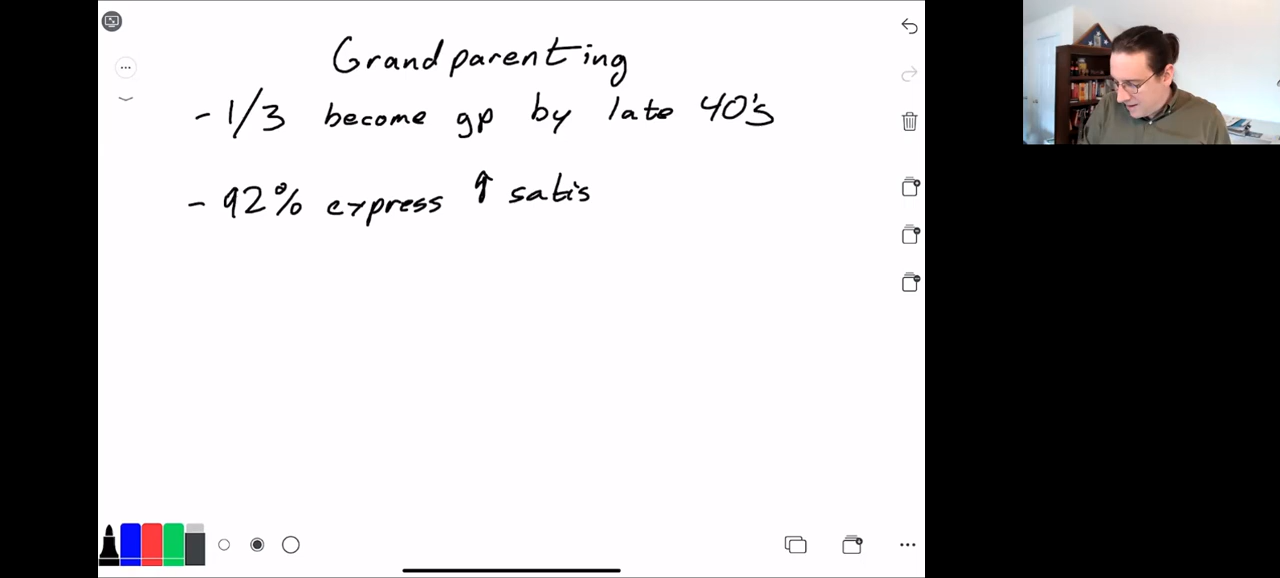 Grandparenting
- 1/3 become gp by late 40's
- 92% express ↑ satis